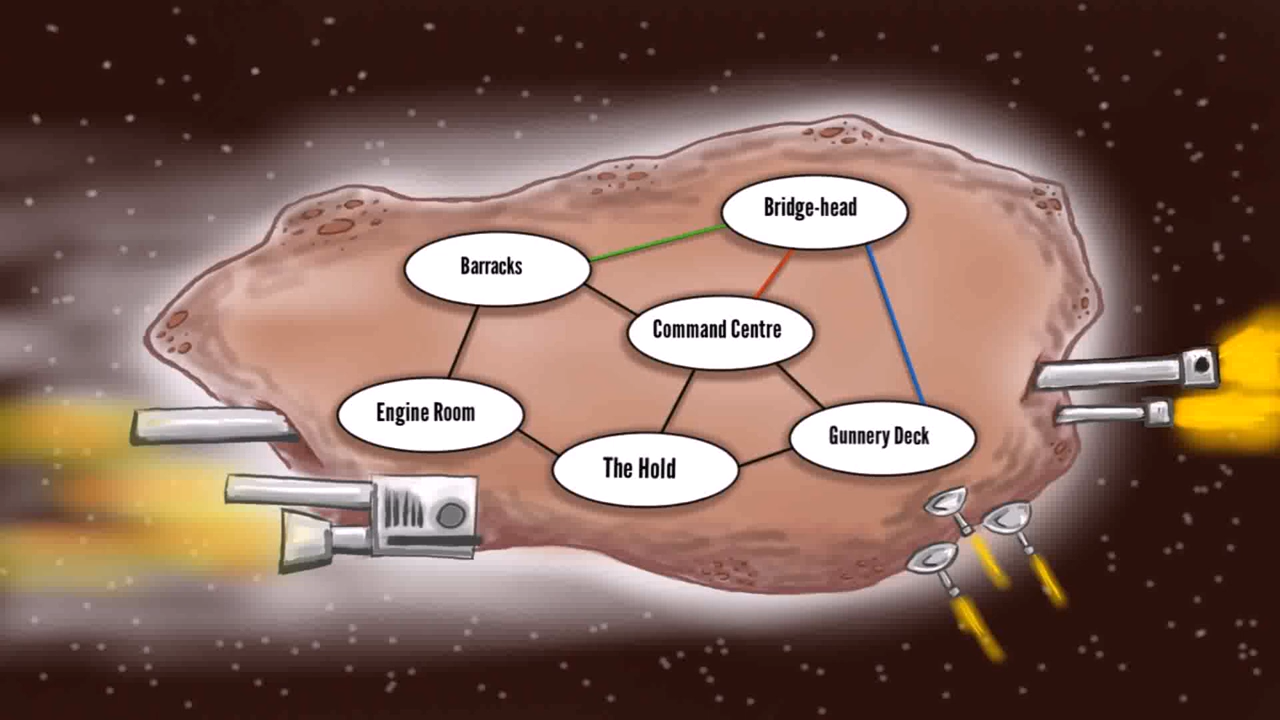 Bridge-head
Barracks
Command Centre
Engine Room
The Hold
Gunnery Deck